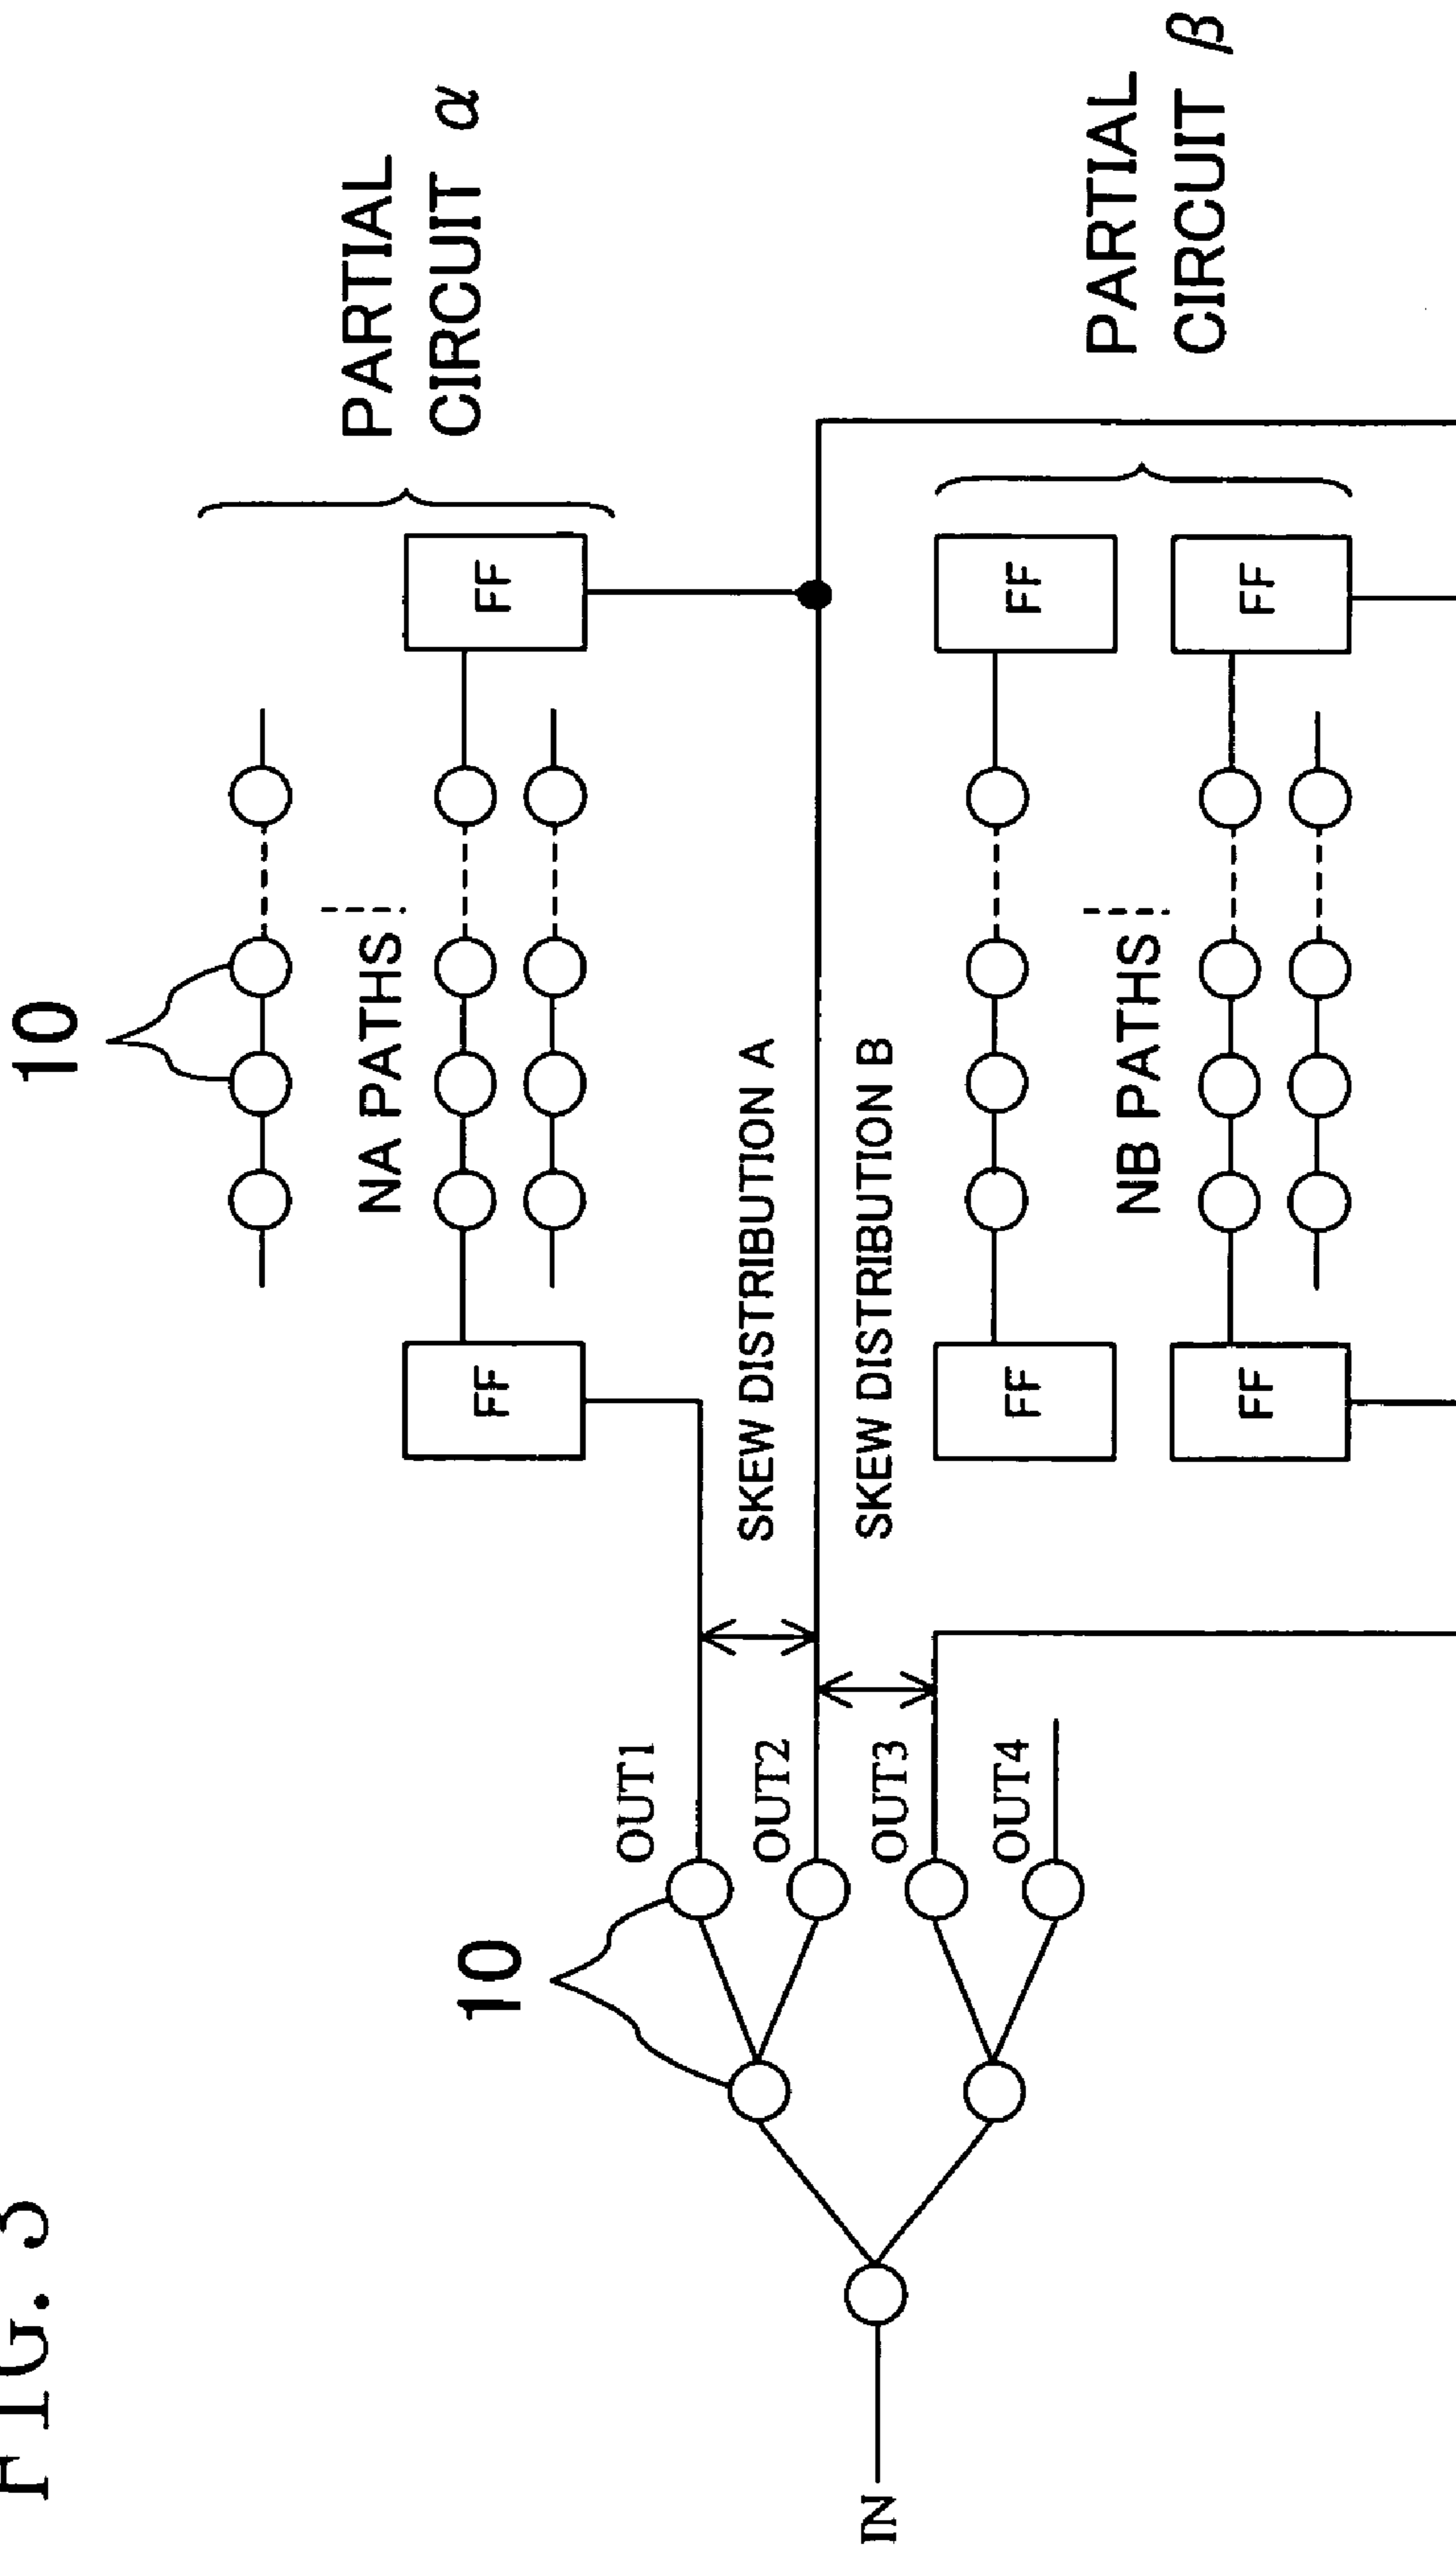 FIG. 3
10
PARTIAL
CIRCUIT α
NA PATHS
FF
FF
10
OUT1
SKEW DISTRIBUTION A
OUT2
SKEW DISTRIBUTION B
OUT3
OUT4
IN
FF
FF
PARTIAL
CIRCUIT β
NB PATHS
FF
FF